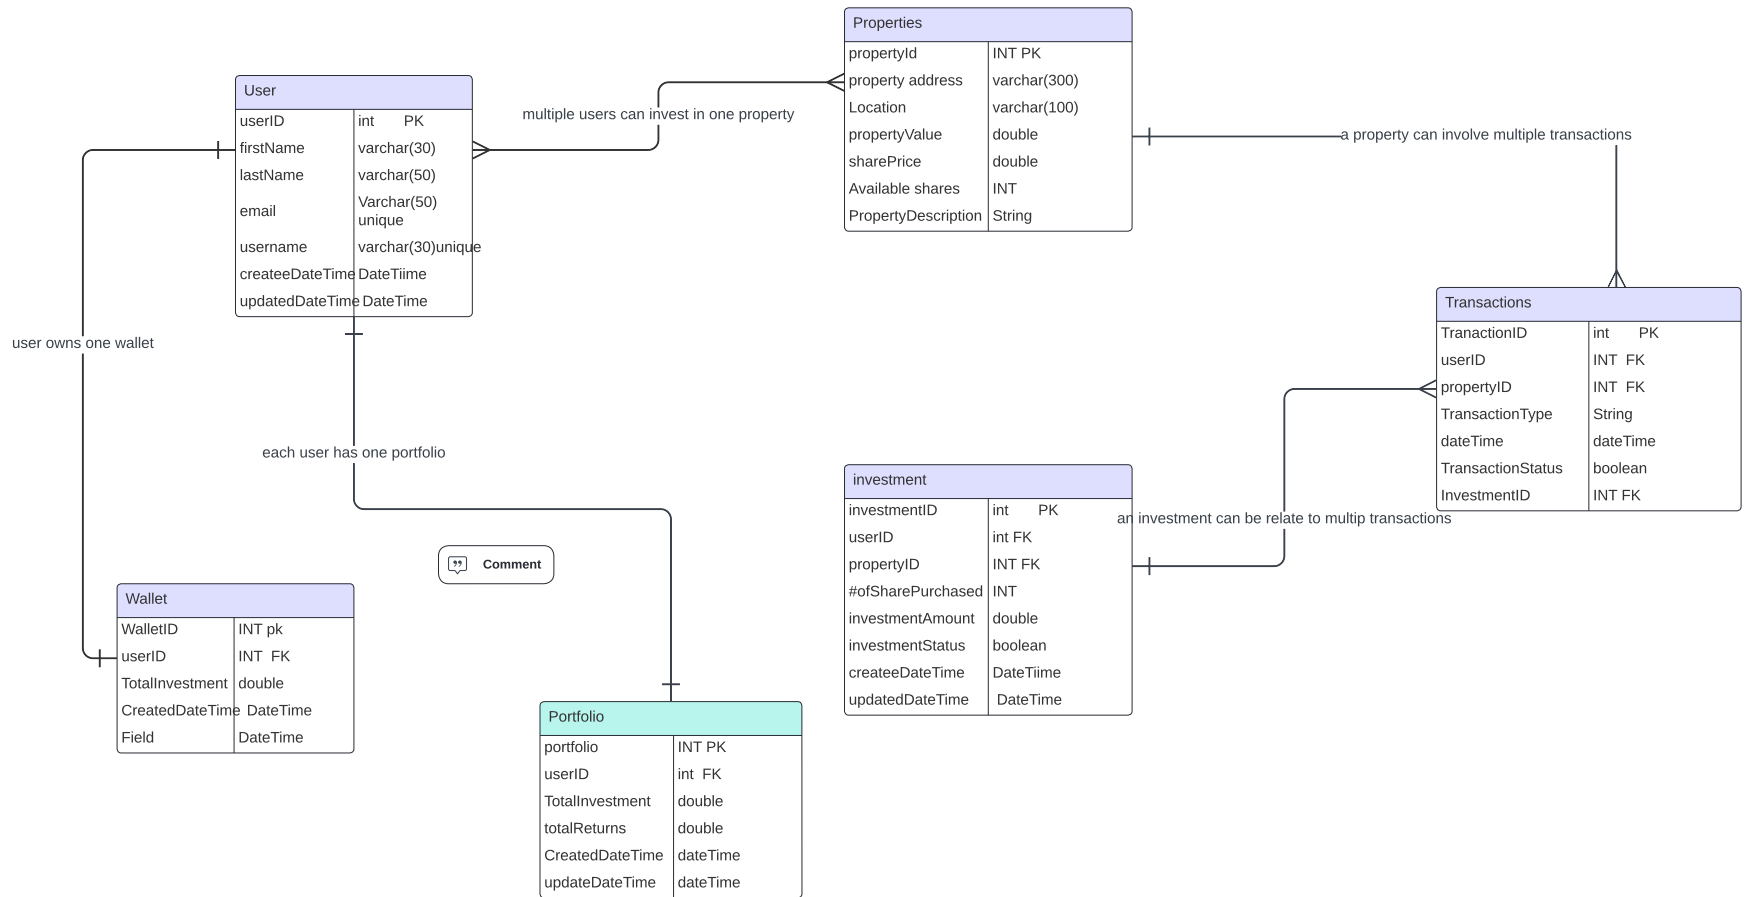 Properties
propertyId INT PK
property address varchar(300)
Location varchar(100)
propertyValue double
sharePrice double
Available shares INT
PropertyDescription String
User
userID int PK
firstName varchar(30)
lastName varchar(50)
email Varchar(50)
unique
username varchar(30)unique
createeDateTime DateTiime
updatedDateTime DateTime
multiple users can invest in one property
a property can involve multiple transactions
user owns one wallet
each user has one portfolio
Transactions
TranactionID int PK
userID INT FK
propertyID INT FK
TransactionType String
dateTime dateTime
TransactionStatus boolean
InvestmentID INT FK
investment
investmentID int PK
userID int FK
propertyID INT FK
#ofSharePurchased INT
investmentAmount double
investmentStatus boolean
createeDateTime DateTiime
updatedDateTime DateTime
an investment can be relate to multip transactions
Comment
Wallet
WalletID INT pk
userID INT FK
TotalInvestment double
CreatedDateTime DateTime
Field DateTime
Portfolio
portfolio INT PK
userID int FK
TotalInvestment double
totalReturns double
CreatedDateTime dateTime
updateDateTime dateTime